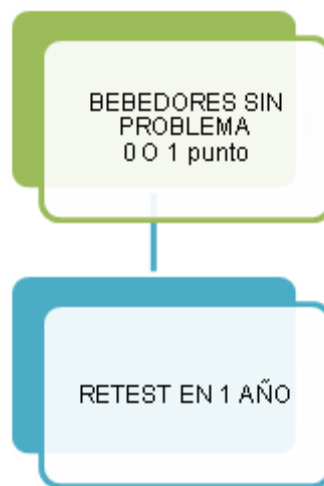 BEBEDORES SIN
PROBLEMA
0 O 1 punto
RETEST EN 1 AÑO